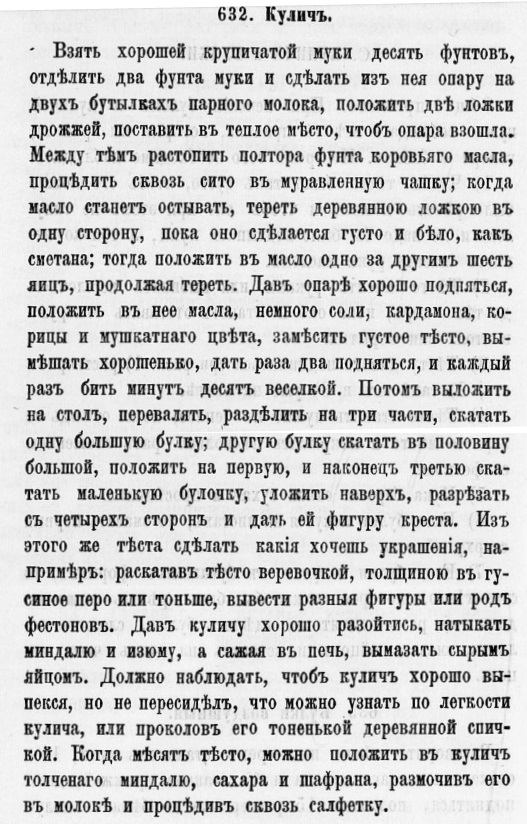 632. Куличъ.
Взять хорошей крупичатой муки десять фунтовъ,
отдѣлить два фунта муки и сдѣлать изъ нея опару на
двухъ бутылкахъ парного молока, положить двѣ ложки
дрожжей, поставить въ теплое мѣсто, чтобъ опара взошла.
Между тѣмъ растопить полтора фунта коровьяго масла,
процѣдить сквозь сито въ муравленную чашку; когда
масло станетъ остывать, тереть деревянною ложкою въ
одну сторону, пока оно сдѣлается густо и бѣло, какъ
сметана; тогда положить въ масло одно за другимъ шесть
яицъ, продолжая тереть. Давъ опарѣ хорошо подняться,
положить въ нее масла, немного соли, кардамона, ко-
рицы и мушкатнаго цвѣта, замѣсить густое тѣсто, вы-
мѣшать хорошенько, дать раза два подняться, и каждый
разъ бить минутъ десять веселкой. Потомъ выложить
на столъ, перевалять, раздѣлить на три части, скатать
одну большую булку; другую булку скатать въ половину
большой, положить на первую, и наконецъ третью ска-
тать маленькую булочку, уложить наверхъ, разрѣзать
съ четырехъ сторонъ и дать ей фигуру креста. Изъ
этого же тѣста сдѣлать какія хочешь украшенія, на-
примѣръ: раскатавъ тѣсто веревочкой, толщиною въ гу-
синое перо или тоньше, вывести разныя фигуры или родъ
фестоновъ. Давъ куличу хорошо разойтись, натыкать
миндалю и изюму, а сажая въ печь, вымазать сырымъ
яйцомъ. Должно наблюдать, чтобъ куличъ хорошо вы-
пекся, но не пересидѣлъ, что можно узнать по легкости
кулича, или проколовъ его тоненькой деревянной спич-
кой. Когда мѣсятъ тѣсто, можно положить въ куличъ
толченаго миндалю, сахара и шафрана, размочивъ его
въ молокѣ и процѣдивъ сквозь салфетку.